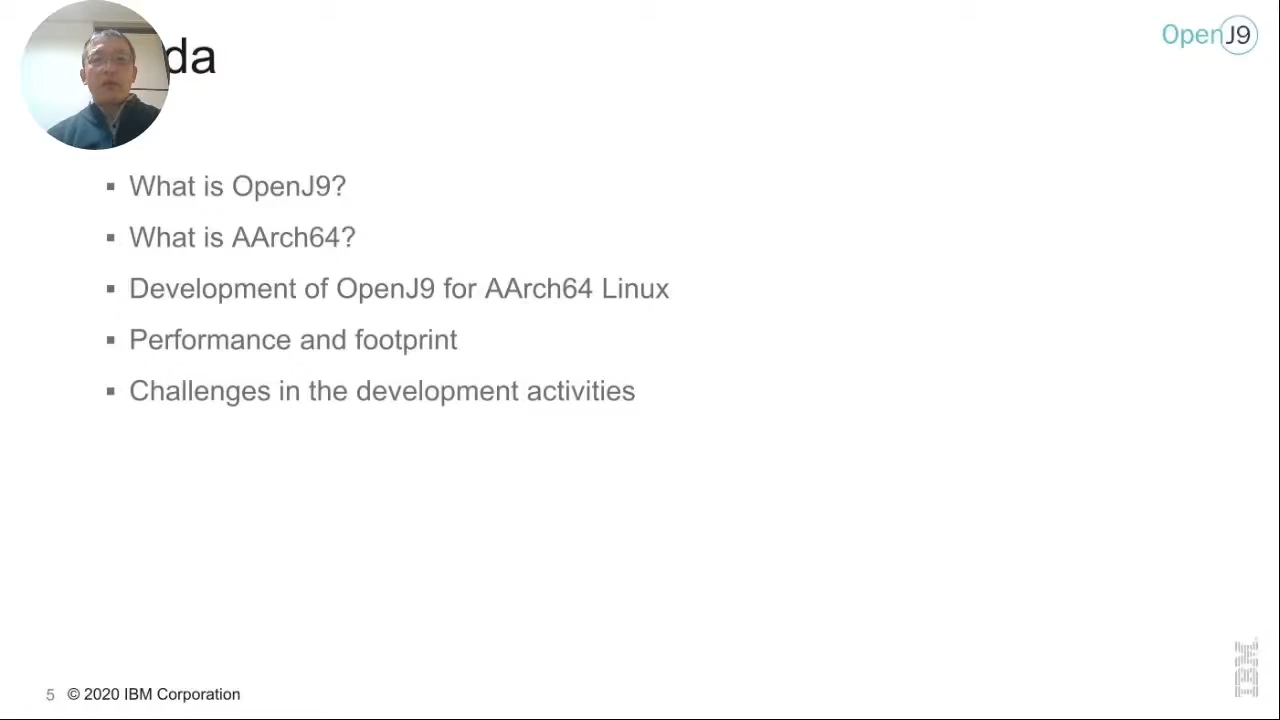 da
OpenJ9
▪ What is OpenJ9?
▪ What is AArch64?
▪ Development of OpenJ9 for AArch64 Linux
▪ Performance and footprint
▪ Challenges in the development activities
5 © 2020 IBM Corporation
IBM